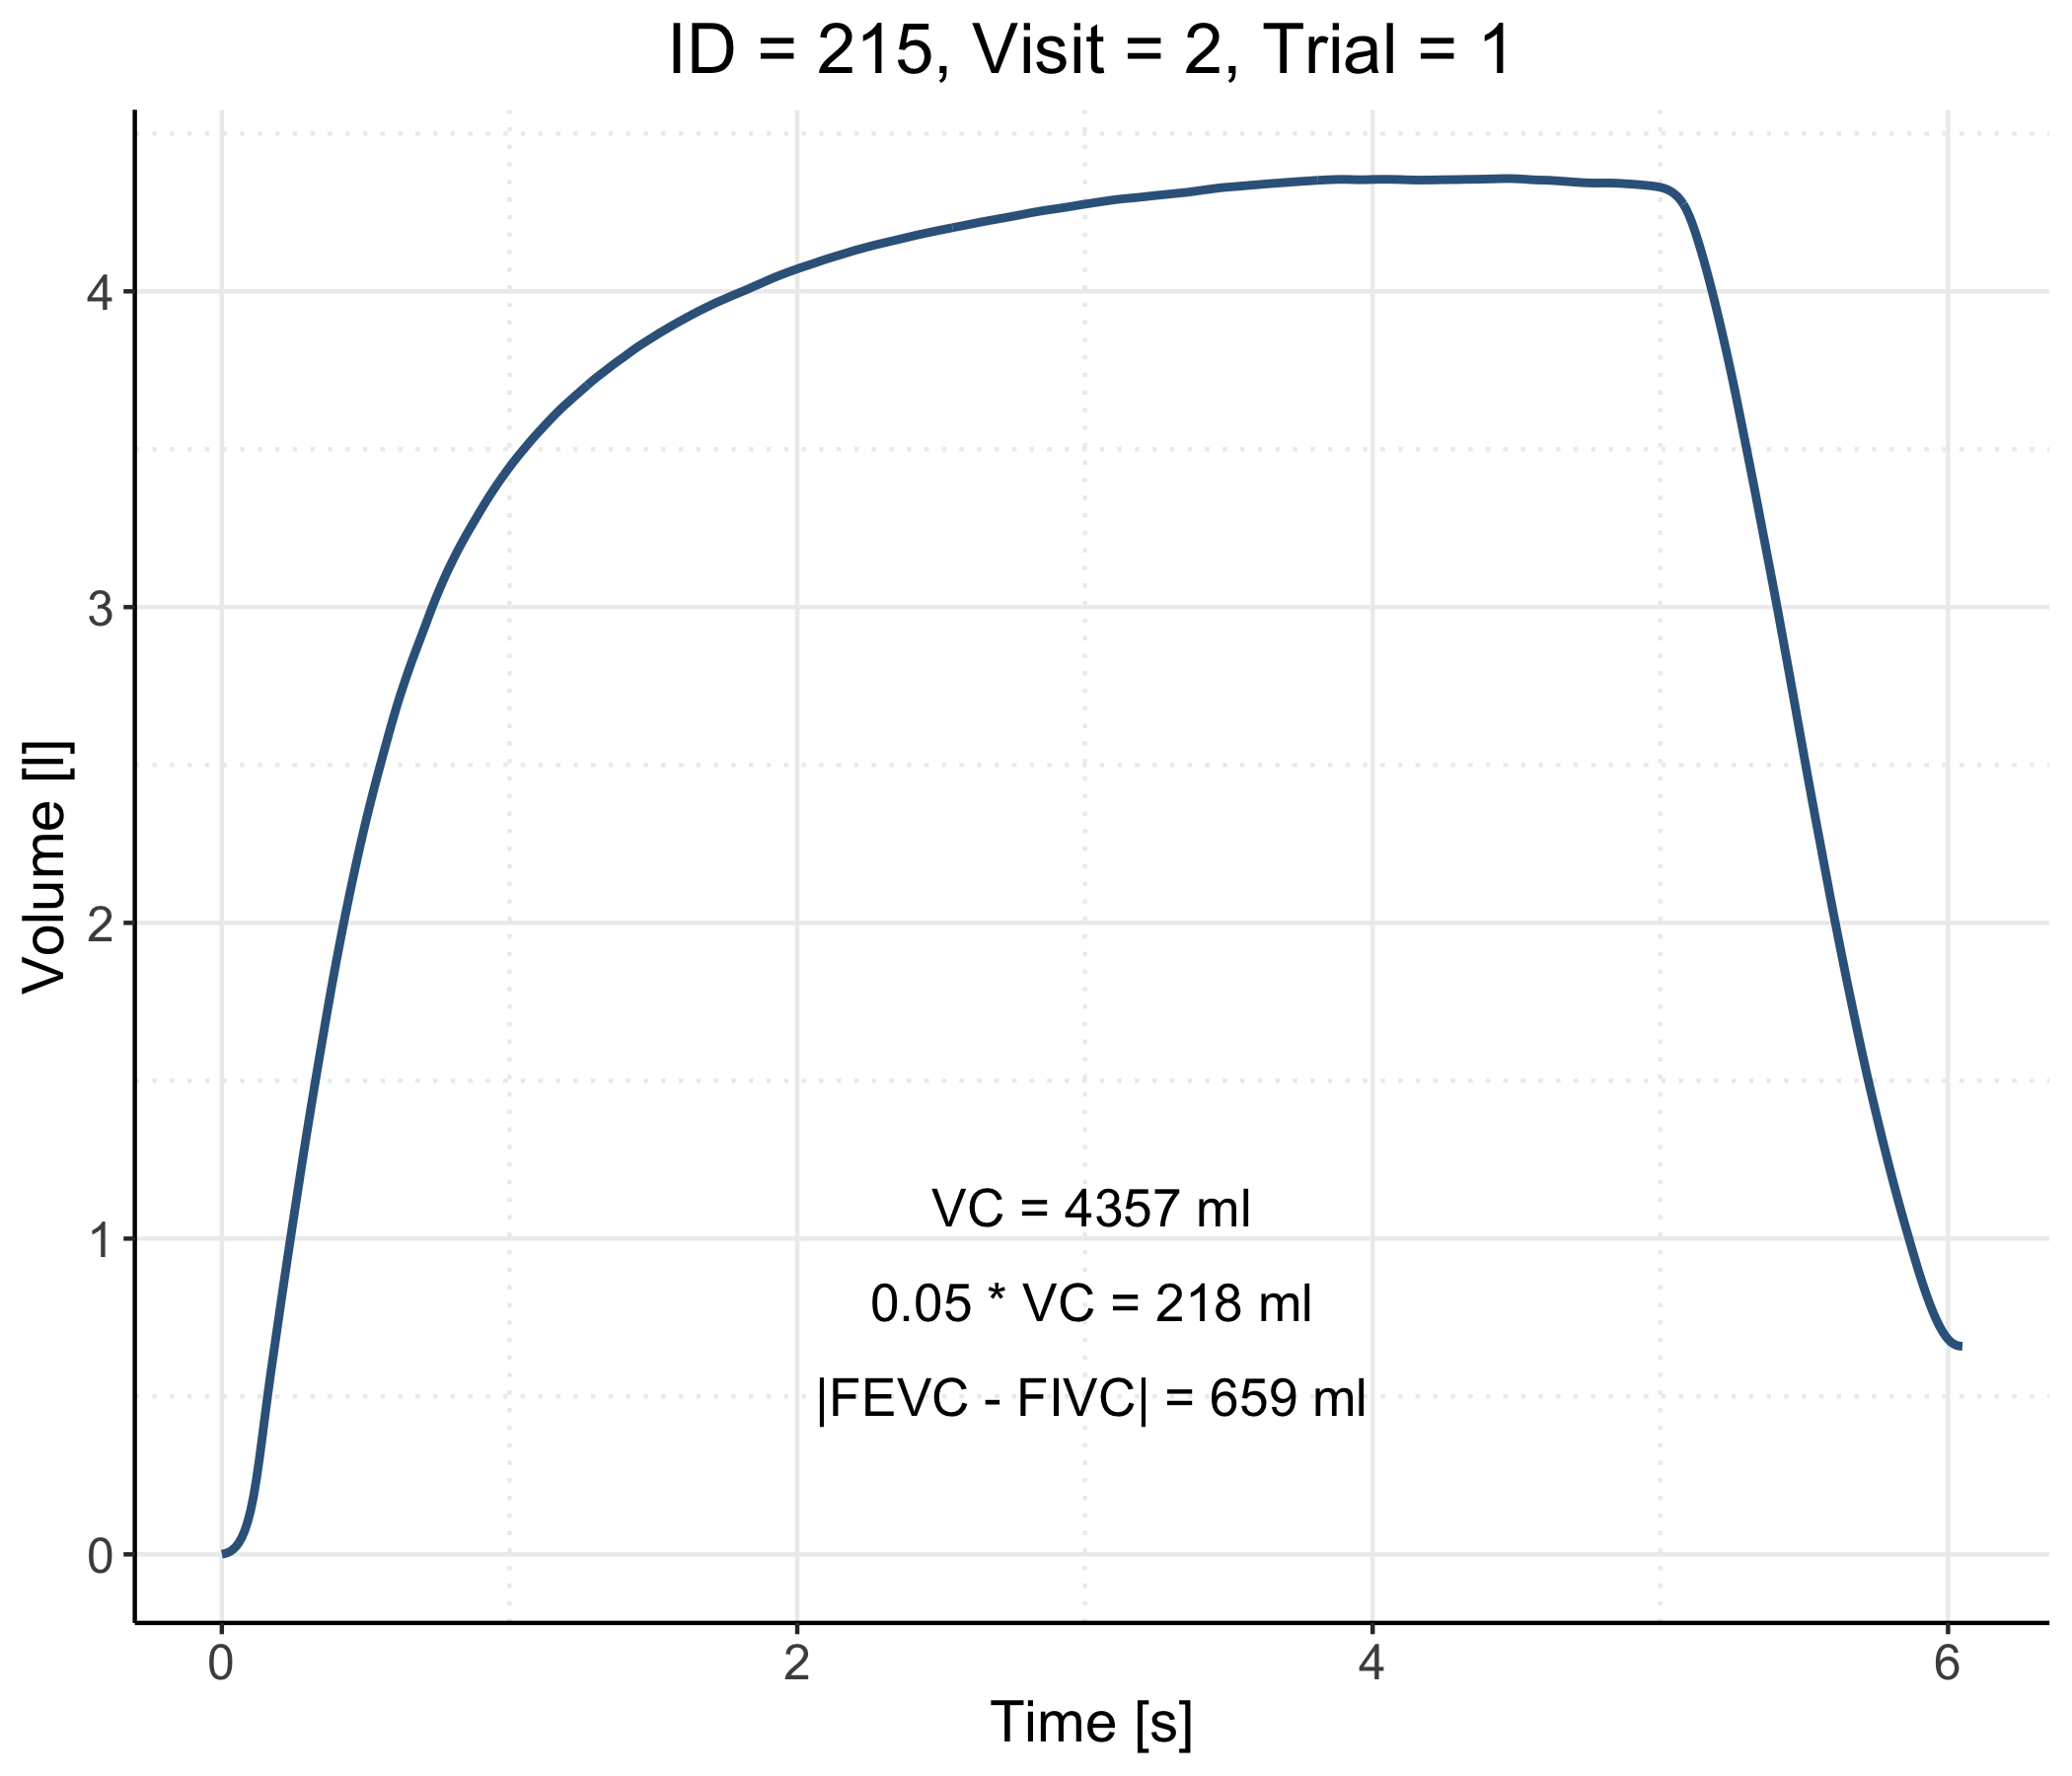 ID = 215, Visit = 2, Trial = 1
Volume [l]
4
3
2
1
0
VC = 4357 ml
0.05 * VC = 218 ml
|FEVC - FIVC| = 659 ml
0 2 4 6
Time [s]